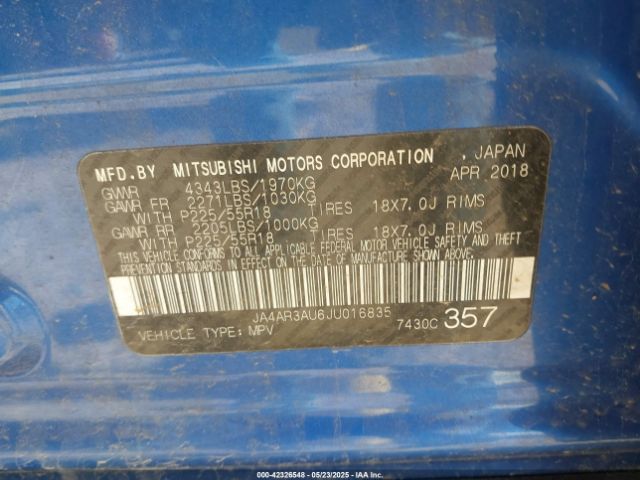 MFD.BY MITSUBISHI MOTORS CORPORATION , JAPAN
GVWR 4343LBS/1970KG APR 2018
GAWR FR 2271LBS/1030KG
WITH P225/55R18 TIRES 18X7.0J RIMS
GAWR RR 2205LBS/1000KG
WITH P225/55R18 TIRES 18X7.0J RIMS
THIS VEHICLE CONFORMS TO ALL APPLICABLE FEDERAL MOTOR VEHICLE SAFETY AND THEFT
PREVENTION STANDARDS IN EFFECT ON THE DATE OF MANUFACTURE SHOWN ABOVE.
JA4AR3AU6JU016835
VEHICLE TYPE: MPV 7430C 357
IAA 42326548 - 05/23/2025 - IAAI.COM